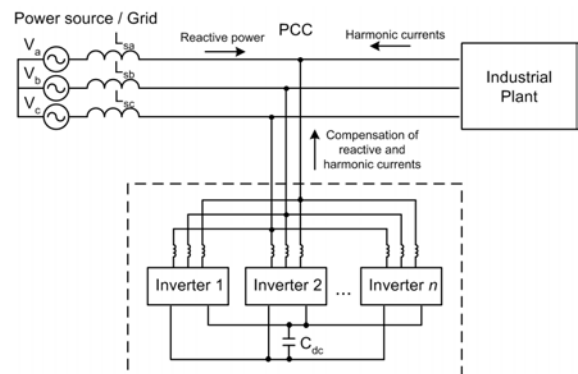 Power source / Grid
Va
Lsa
Reactive power
PCC
Harmonic currents
Vb
Lsb
Vc
Lsc
Industrial
Plant
Compensation of
reactive and
harmonic currents
Inverter 1
Inverter 2
...
Inverter n
Cdc